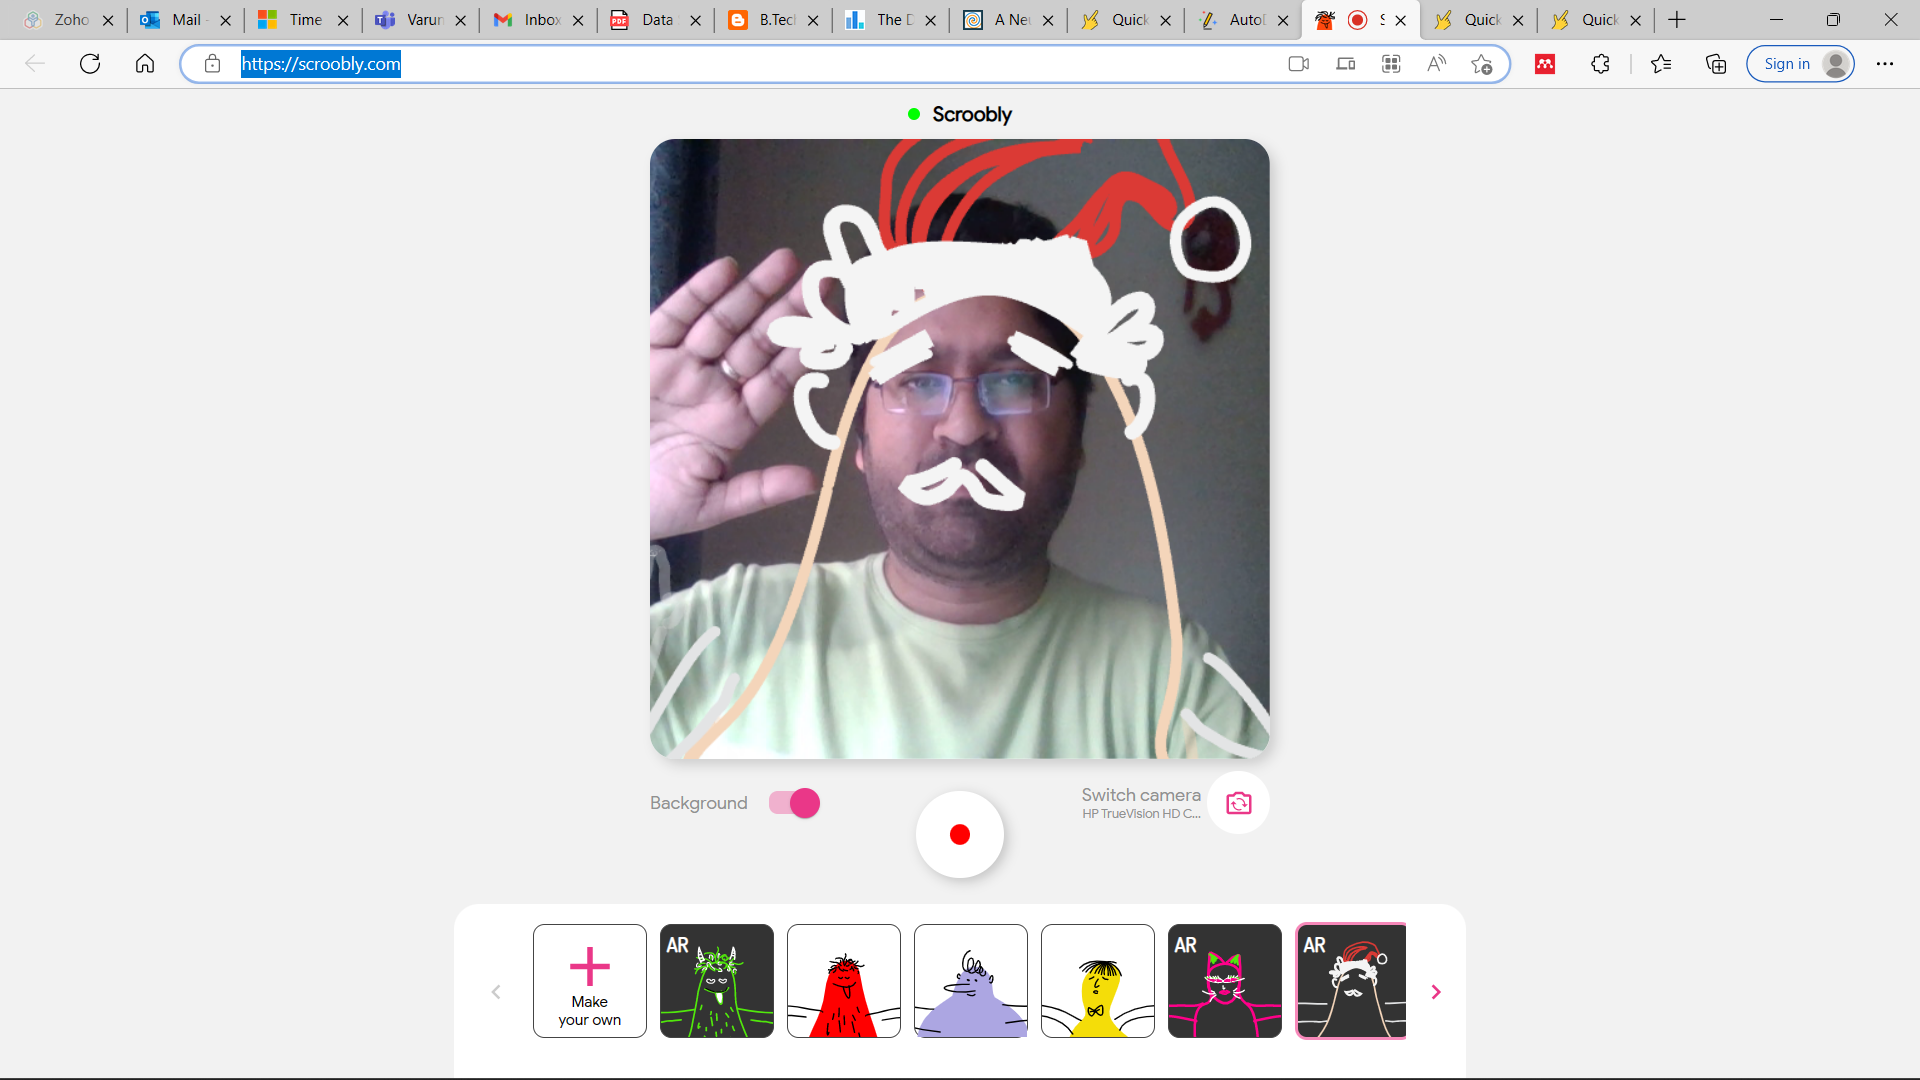 Zoho
Mail -
Time
Varun
Inbox
Data
B.Tech
The D
A Neu
Quick
AutoD
S
Quick
Quick
https://scroobly.com
Sign in
Scroobly
Background
Switch camera
HP TrueVision HD C...
Make
your own
AR
AR
AR